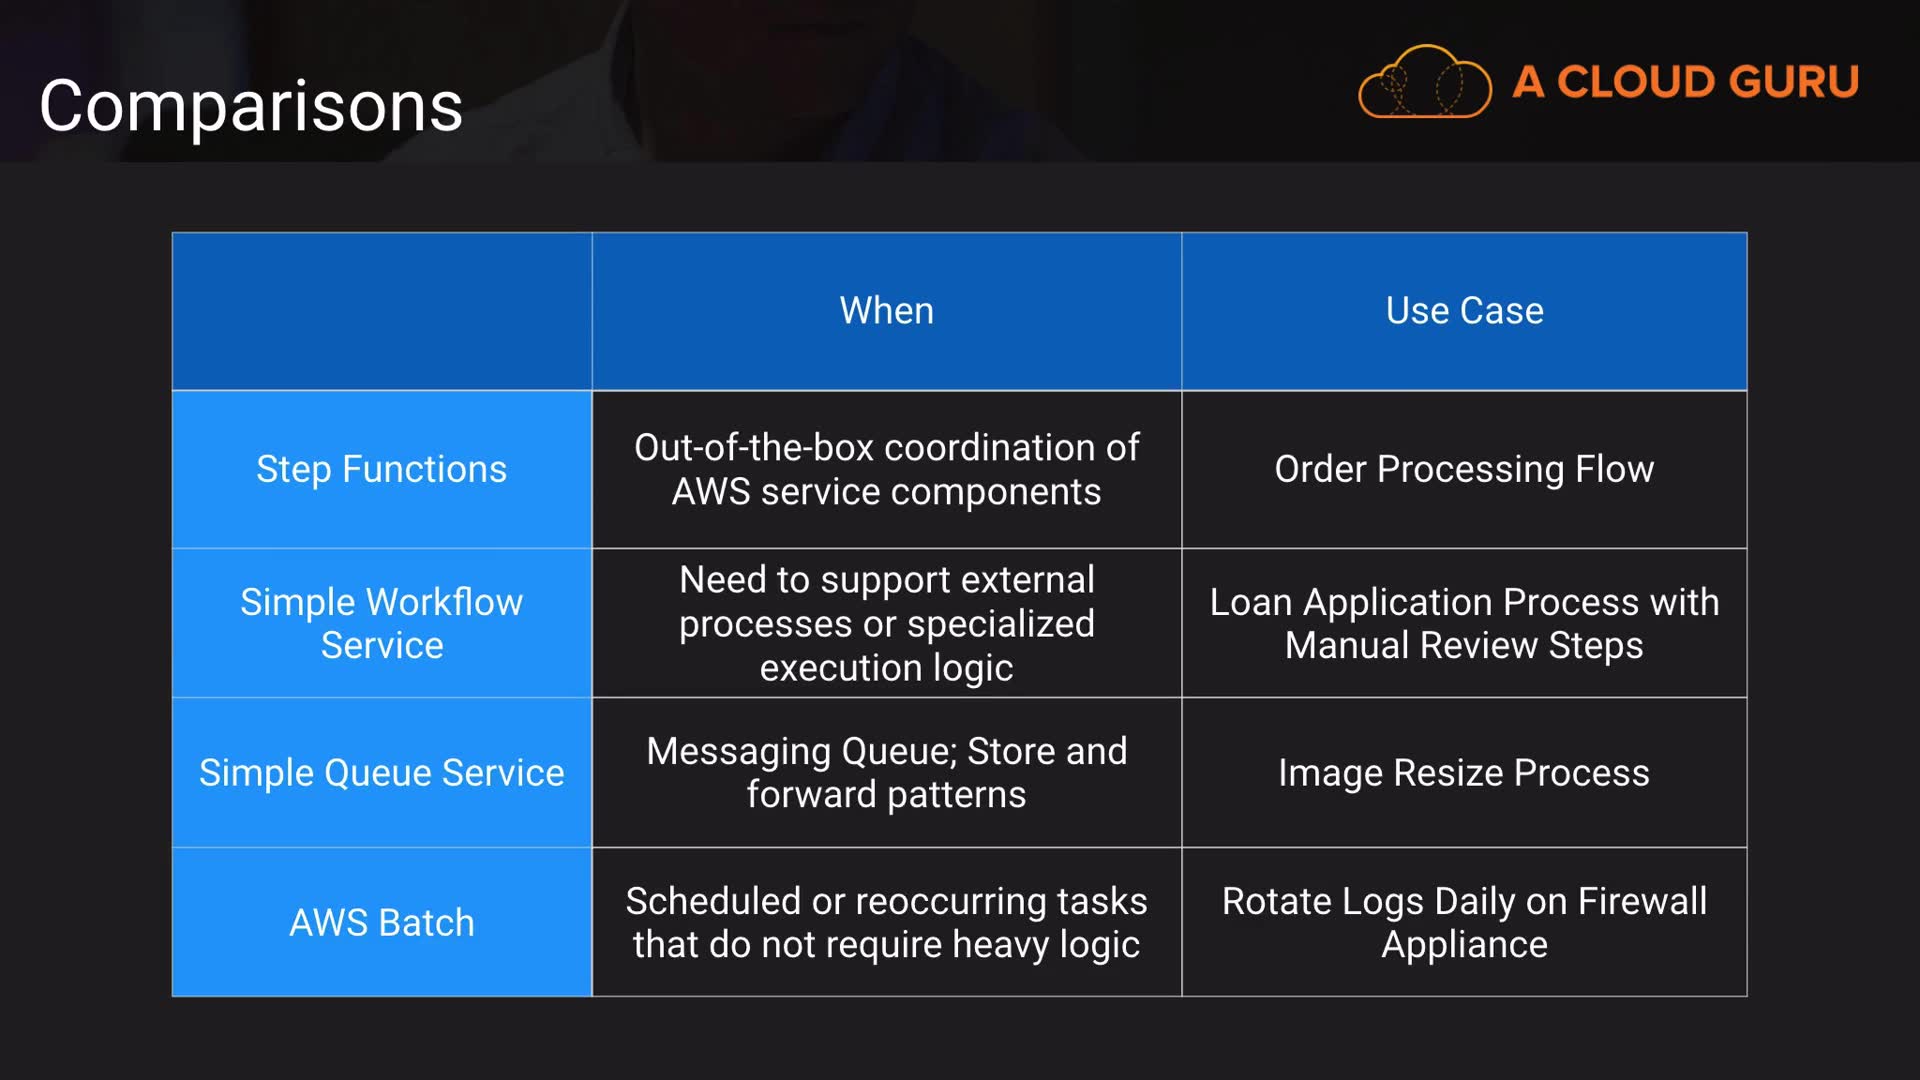 Comparisons
A CLOUD GURU
When
Use Case
Step Functions
Out-of-the-box coordination of
AWS service components
Order Processing Flow
Simple Workflow
Service
Need to support external
processes or specialized
execution logic
Loan Application Process with
Manual Review Steps
Simple Queue Service
Messaging Queue; Store and
forward patterns
Image Resize Process
AWS Batch
Scheduled or reoccurring tasks
that do not require heavy logic
Rotate Logs Daily on Firewall
Appliance